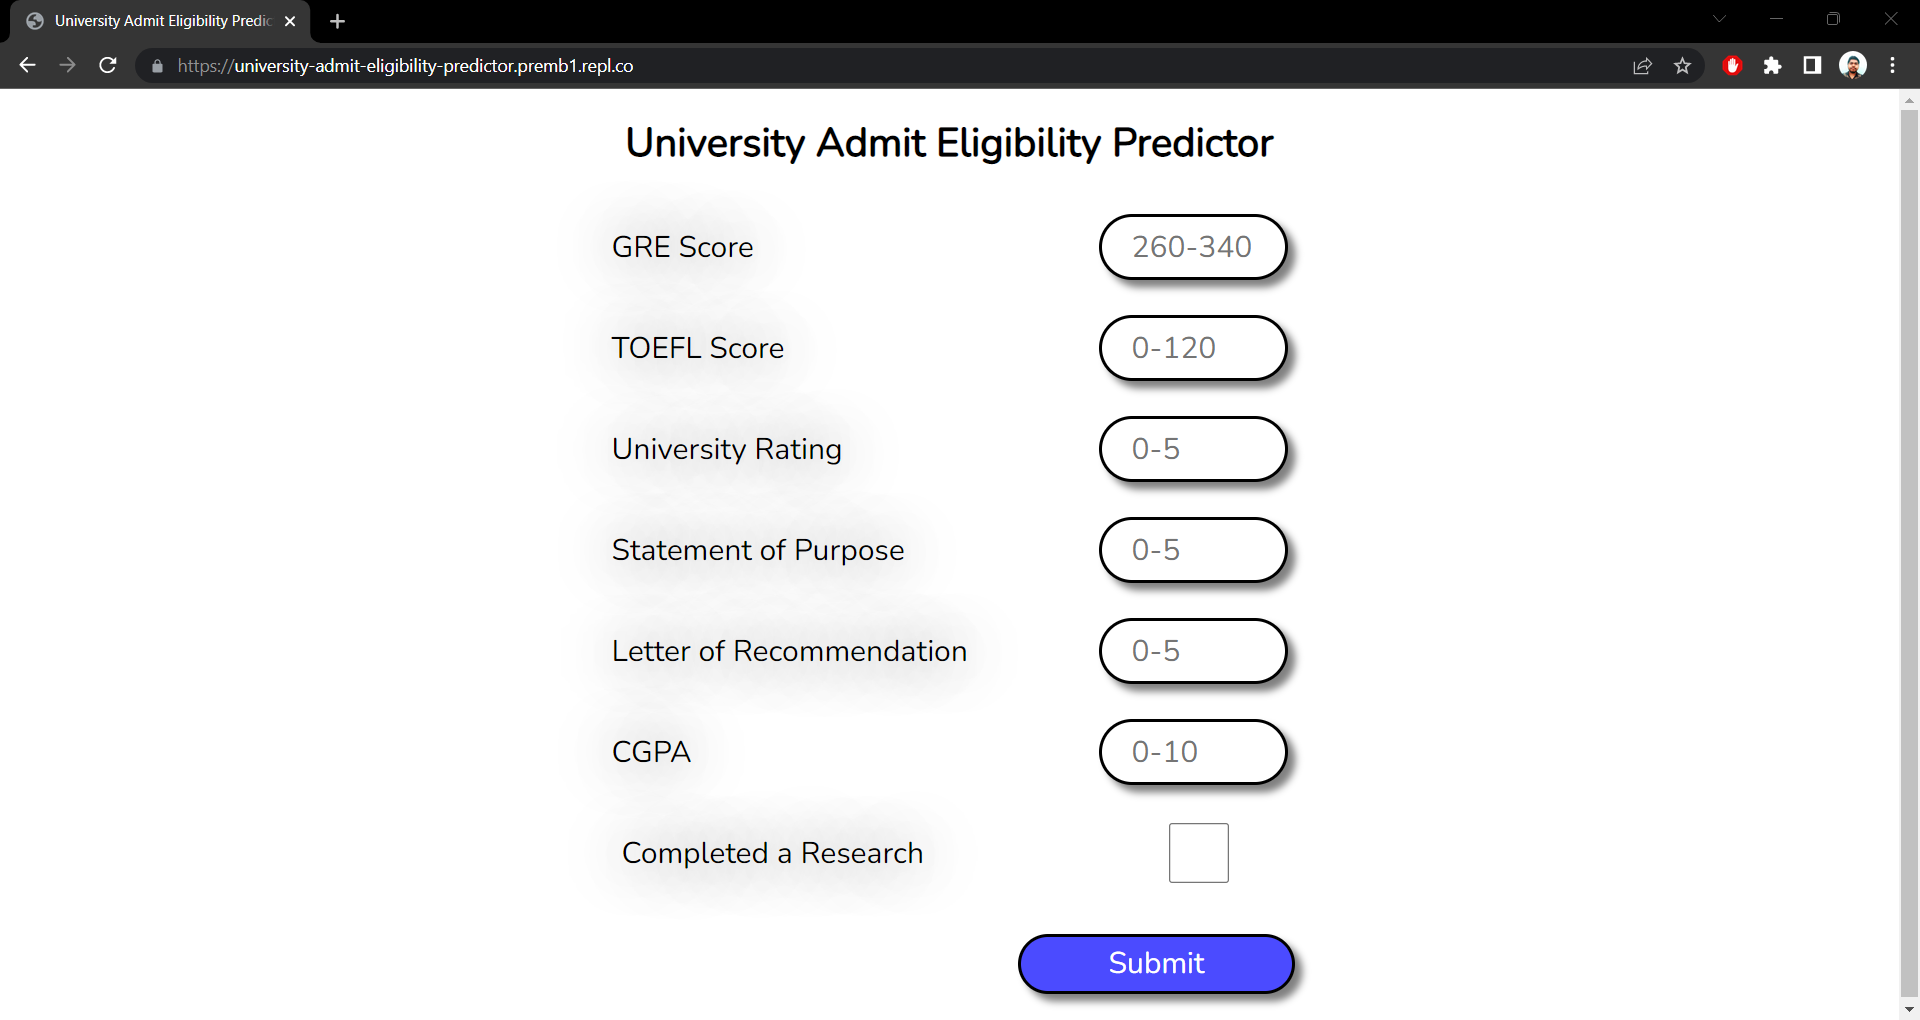 University Admit Eligibility Predic
https://university-admit-eligibility-predictor.premb1.repl.co
University Admit Eligibility Predictor
GRE Score 260-340
TOEFL Score 0-120
University Rating 0-5
Statement of Purpose 0-5
Letter of Recommendation 0-5
CGPA 0-10
Completed a Research
Submit